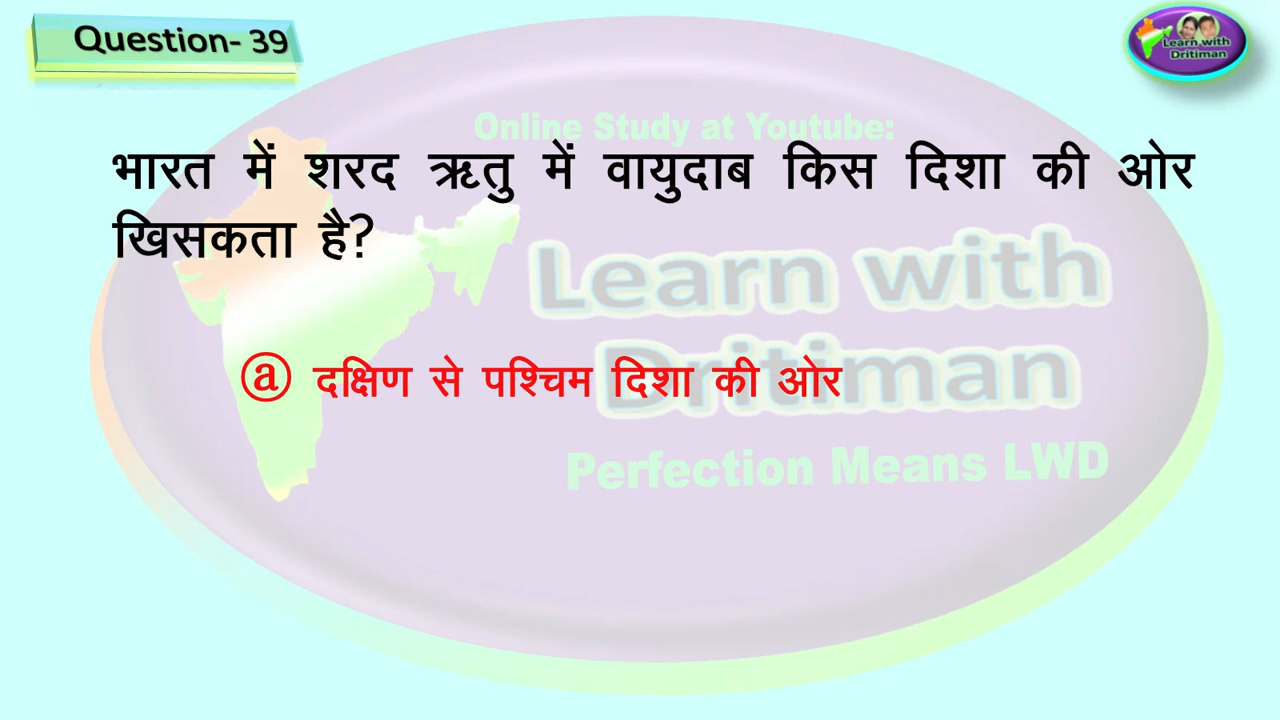 Question- 39
Learn with
Dritiman
Online Study at Youtube:
भारत में शरद ऋतु में वायुदाब किस दिशा की ओर
खिसकता है?
Learn with
Dritiman
ⓐ दक्षिण से पश्चिम दिशा की ओर
Perfection Means LWD